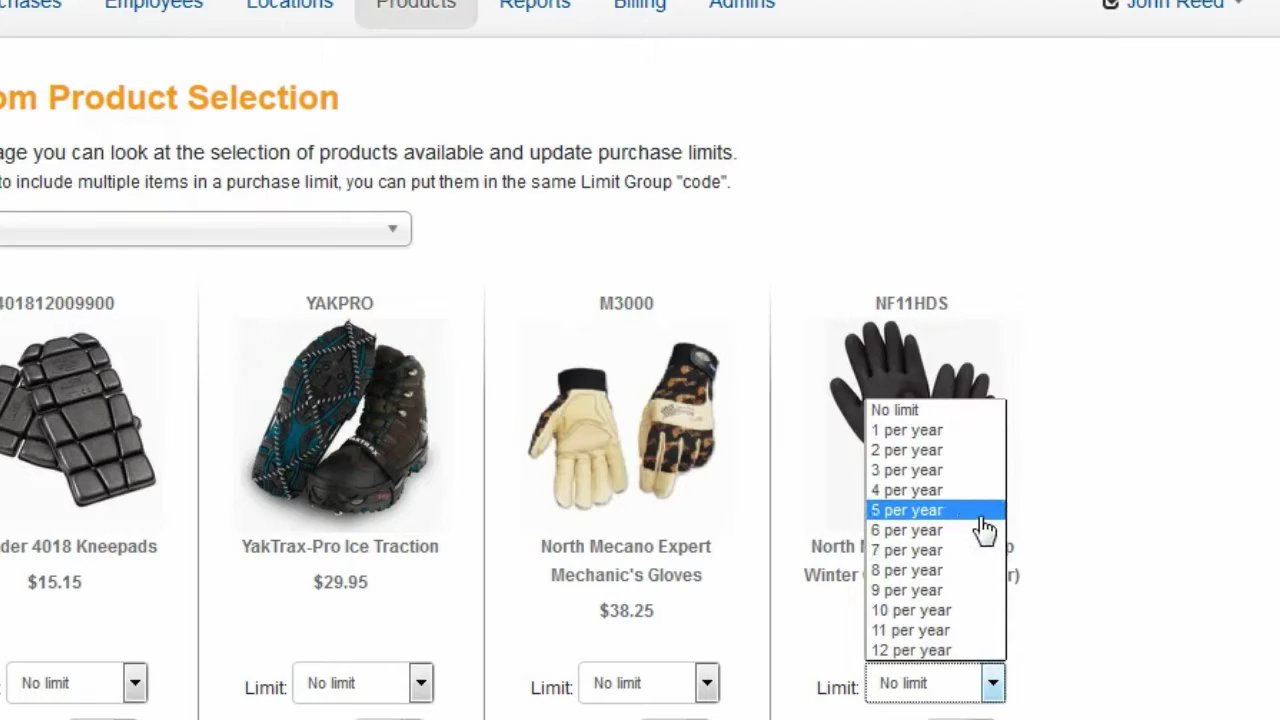 chases Employees Locations Products Reports Billing Admins John Reed
om Product Selection
age you can look at the selection of products available and update purchase limits.
to include multiple items in a purchase limit, you can put them in the same Limit Group "code".
401812009900 YAKPRO M3000 NF11HDS
der 4018 Kneepads YakTrax-Pro Ice Traction North Mecano Expert North
$15.15 $29.95 Mechanic's Gloves Winter
$38.25
No limit
1 per year
2 per year
3 per year
4 per year
5 per year
6 per year
7 per year
8 per year
9 per year
10 per year
11 per year
12 per year
No limit Limit: No limit Limit: No limit Limit: No limit